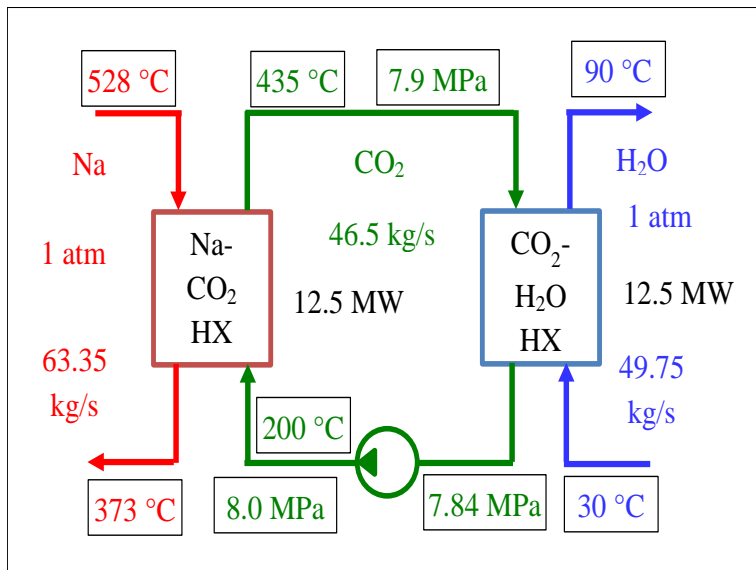 528 °C
435 °C
7.9 MPa
90 °C
Na
CO₂
H₂O
1 atm
46.5 kg/s
1 atm
Na-
CO₂
HX
12.5 MW
CO₂-
H₂O
HX
12.5 MW
63.35
kg/s
49.75
kg/s
200 °C
373 °C
8.0 MPa
7.84 MPa
30 °C